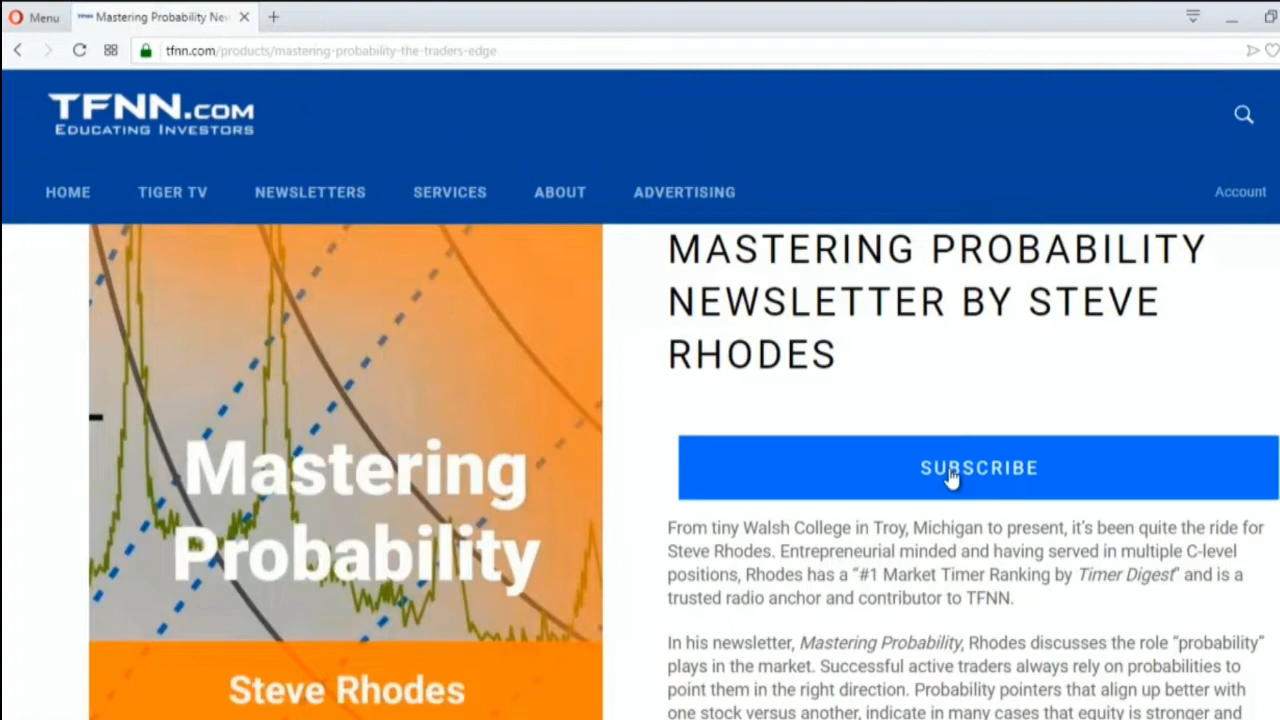 Menu
Mastering Probability New
tfnn.com/products/mastering-probability-the-traders-edge
TFNN.COM
EDUCATING INVESTORS
HOME TIGER TV NEWSLETTERS SERVICES ABOUT ADVERTISING Account
MASTERING PROBABILITY
NEWSLETTER BY STEVE
RHODES
Mastering
Probability
Steve Rhodes
SUBSCRIBE
From tiny Walsh College in Troy, Michigan to present, it’s been quite the ride for
Steve Rhodes. Entrepreneurial minded and having served in multiple C-level
positions, Rhodes has a “#1 Market Timer Ranking by Timer Digest” and is a
trusted radio anchor and contributor to TFNN.
In his newsletter, Mastering Probability, Rhodes discusses the role “probability”
plays in the market. Successful active traders always rely on probabilities to
point them in the right direction. Probability pointers that align up better with
one stock versus another, indicate in many cases that equity is stronger and